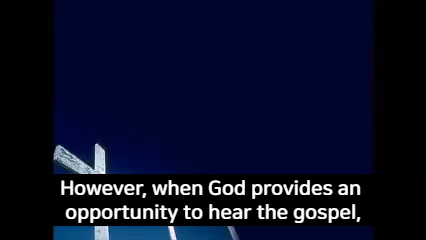 However, when God provides an
opportunity to hear the gospel,